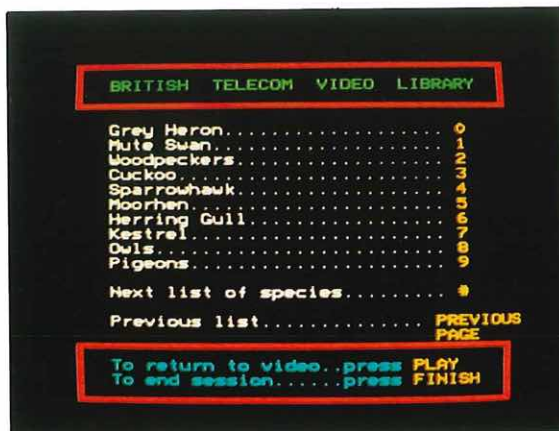 BRITISH TELECOM VIDEO LIBRARY
Grey Heron...................... 0
Mute Swan....................... 1
Woodpeckers..................... 2
Cuckoo.......................... 3
Sparrowhawk..................... 4
Moorhen......................... 5
Herring Gull.................... 6
Kestrel......................... 7
Owls............................ 8
Pigeons......................... 9
Next list of species......... #
Previous list............... PREVIOUS
PAGE
To return to video..press PLAY
To end session......press FINISH